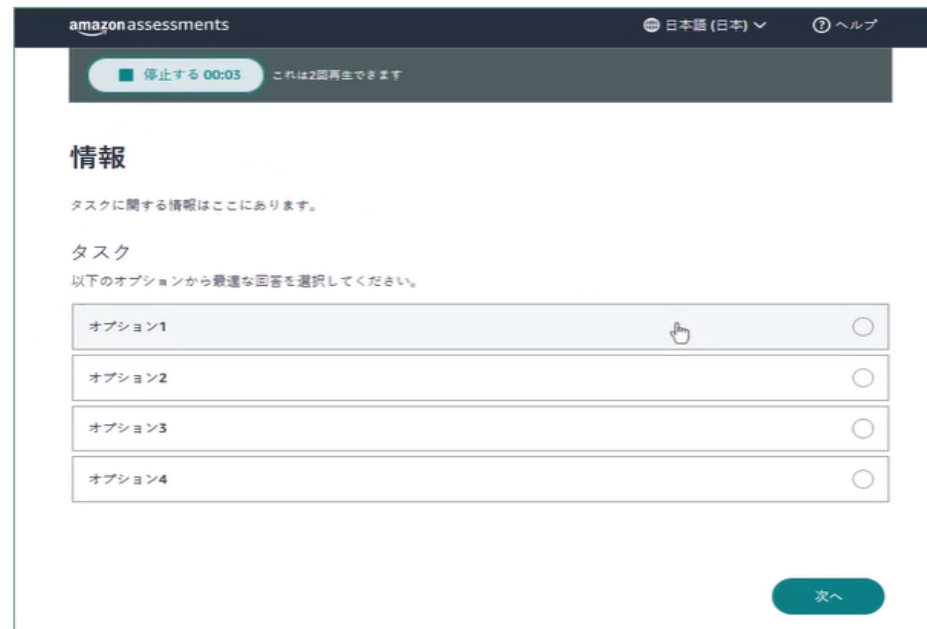 amazon assessments 日本語 (日本) ヘルプ
停止する 00:03 これは2回再生できます
情報
タスクに関する情報はここにあります。
タスク
以下のオプションから最適な回答を選択してください。
オプション1
オプション2
オプション3
オプション4
次へ